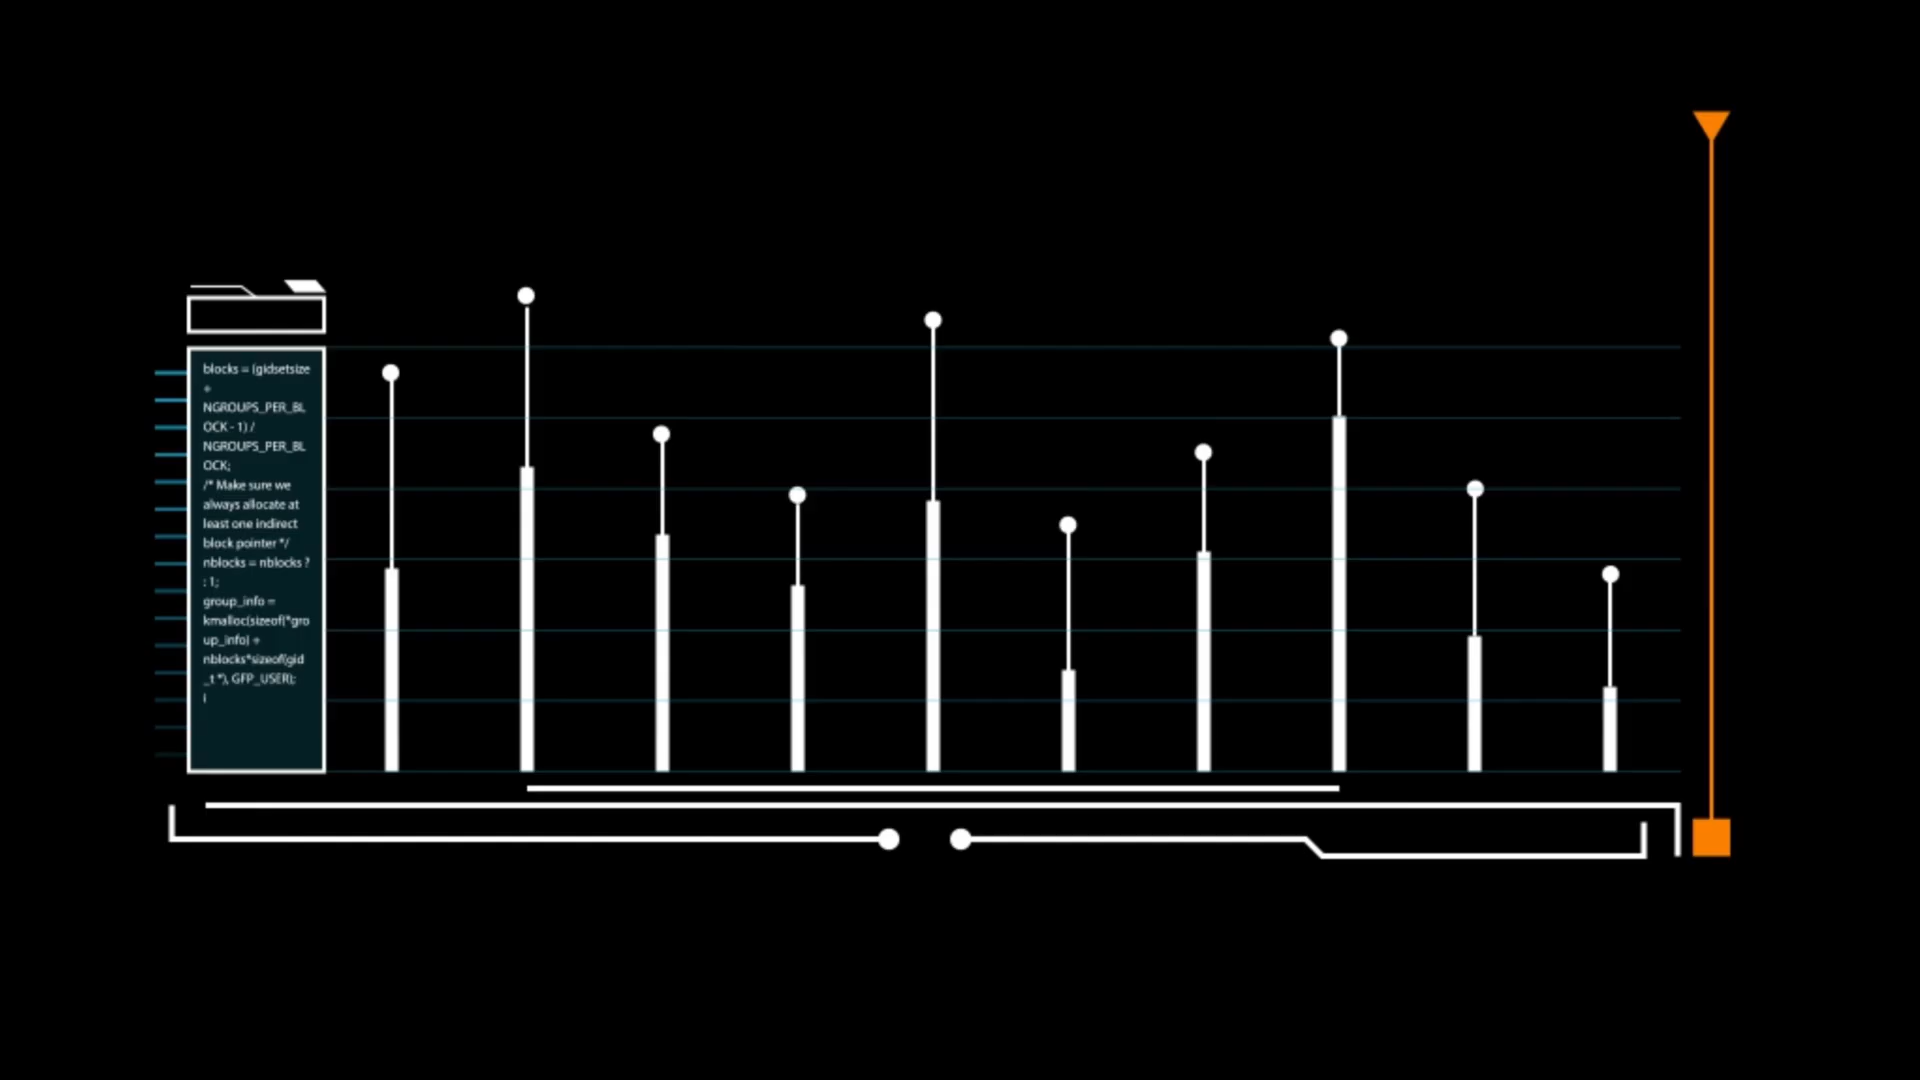 blocks = (gidsetsize
+
NGROUPS_PER_BL
OCK - 1) /
NGROUPS_PER_BL
OCK;
/* Make sure we
always allocate at
least one indirect
block pointer */
nblocks = nblocks ?
: 1;
group_info =
kmalloc(sizeof(*gro
up_info) +
nblocks*sizeof(gid
_t *), GFP_USER);
i